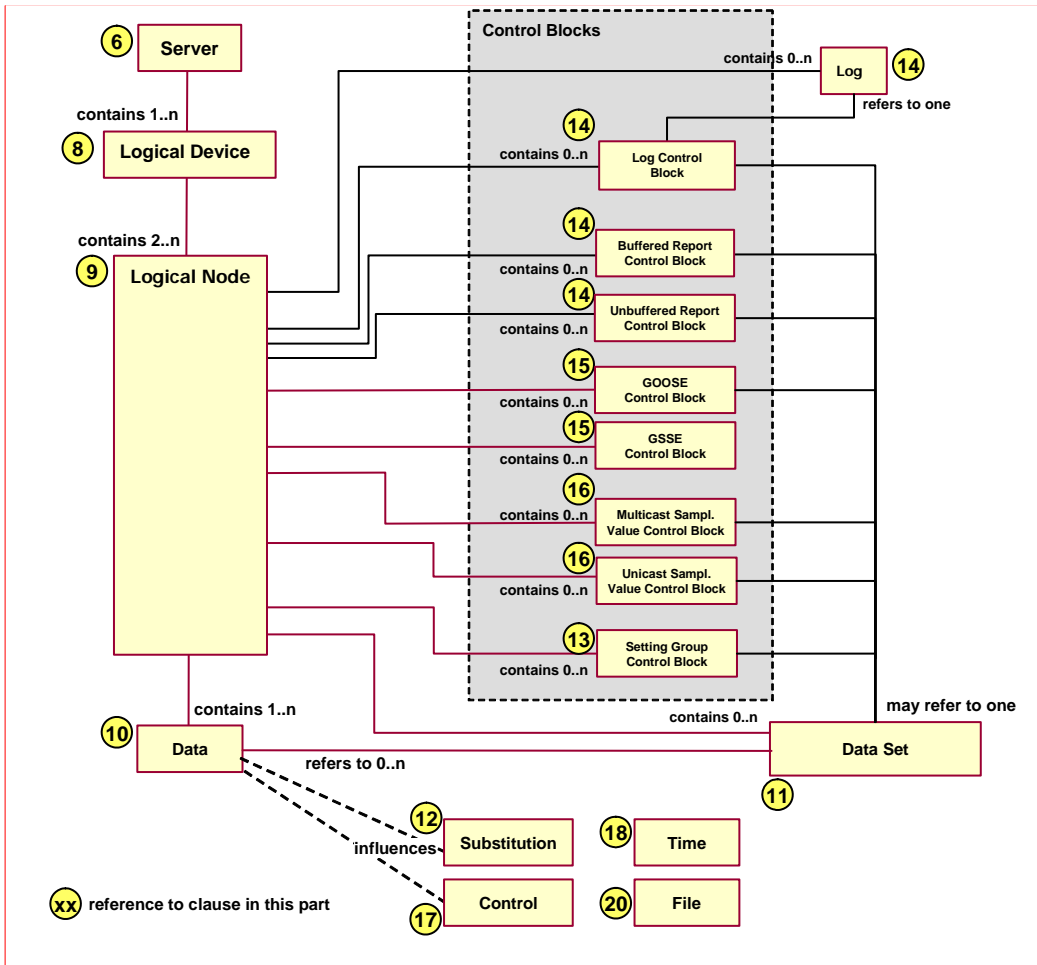 Control Blocks
6
Server
contains 0..n
Log
14
refers to one
contains 1..n
14
8
Logical Device
contains 0..n
Log Control
Block
contains 2..n
14
9
Logical Node
Buffered Report
Control Block
contains 0..n
14
Unbuffered Report
Control Block
contains 0..n
15
GOOSE
Control Block
contains 0..n
15
GSSE
Control Block
contains 0..n
16
Multicast Sampl.
Value Control Block
contains 0..n
16
Unicast Sampl.
Value Control Block
contains 0..n
13
Setting Group
Control Block
contains 0..n
contains 1..n
contains 0..n
may refer to one
10
Data
refers to 0..n
Data Set
11
12
influences
Substitution
18
Time
17
Control
20
File
xx
reference to clause in this part